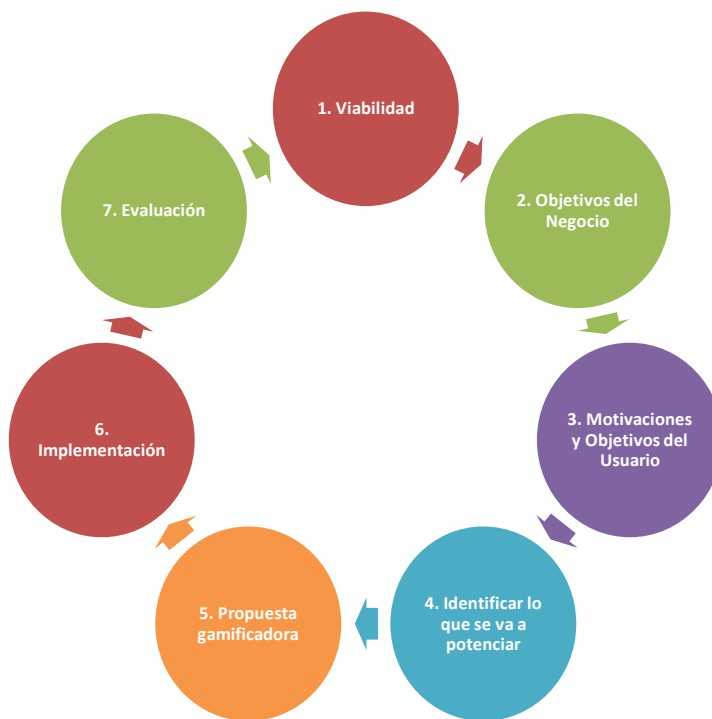 1. Viabilidad
2. Objetivos del
Negocio
3. Motivaciones
y Objetivos del
Usuario
4. Identificar lo
que se va a
potenciar
5. Propuesta
gamificadora
6.
Implementación
7. Evaluación